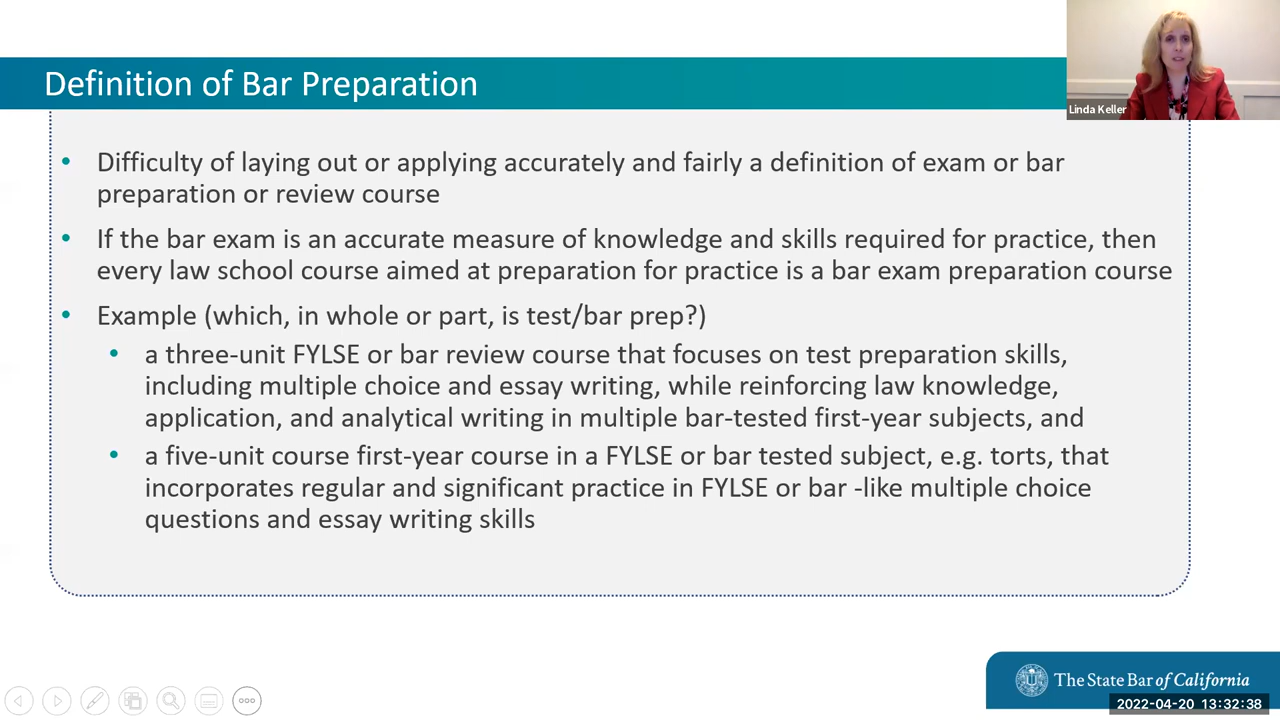 Definition of Bar Preparation
Linda Keller
• Difficulty of laying out or applying accurately and fairly a definition of exam or bar
preparation or review course
• If the bar exam is an accurate measure of knowledge and skills required for practice, then
every law school course aimed at preparation for practice is a bar exam preparation course
• Example (which, in whole or part, is test/bar prep?)
• a three-unit FYLSE or bar review course that focuses on test preparation skills,
including multiple choice and essay writing, while reinforcing law knowledge,
application, and analytical writing in multiple bar-tested first-year subjects, and
• a five-unit course first-year course in a FYLSE or bar tested subject, e.g. torts, that
incorporates regular and significant practice in FYLSE or bar -like multiple choice
questions and essay writing skills
The State Bar of California
2022-04-20 13:32:38